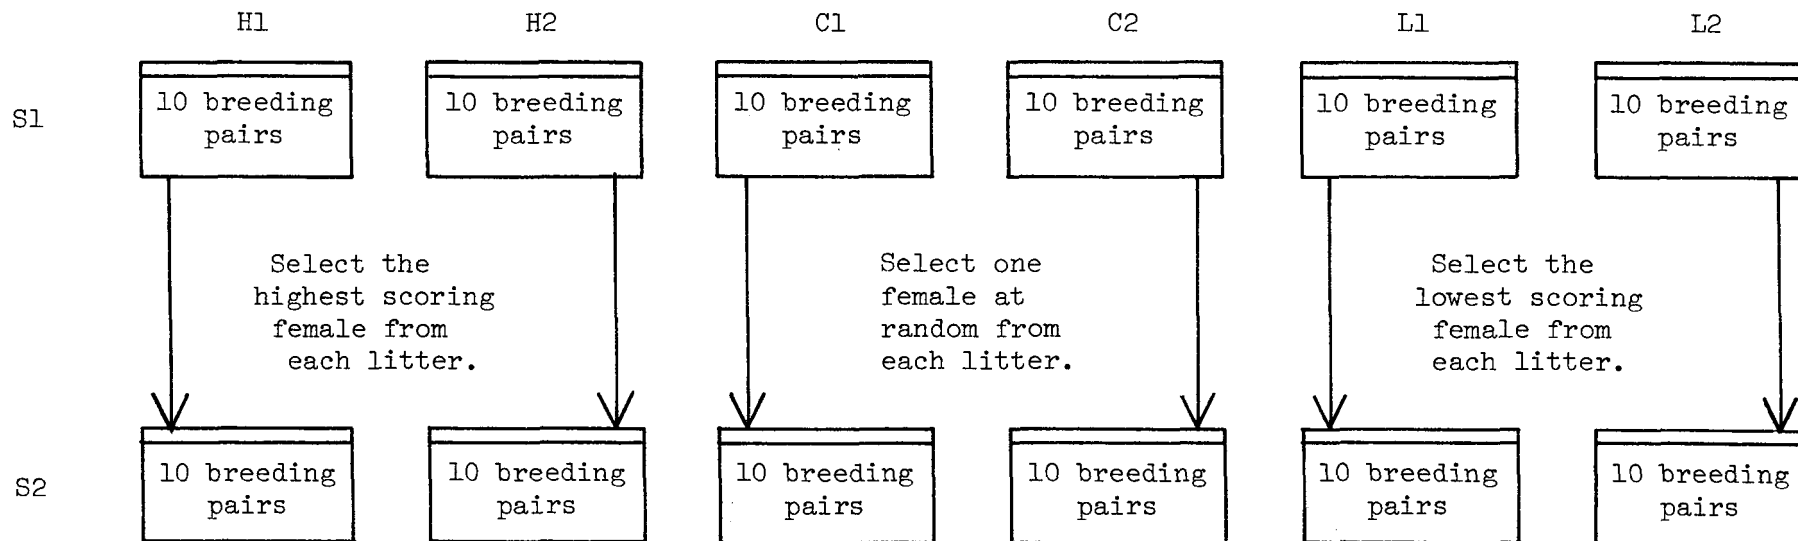 H1 H2 C1 C2 L1 L2
S1
10 breeding pairs
10 breeding pairs
10 breeding pairs
10 breeding pairs
10 breeding pairs
10 breeding pairs
Select the
highest scoring
female from
each litter.
Select one
female at
random from
each litter.
Select the
lowest scoring
female from
each litter.
S2
10 breeding
pairs
10 breeding
pairs
10 breeding
pairs
10 breeding
pairs
10 breeding
pairs
10 breeding
pairs